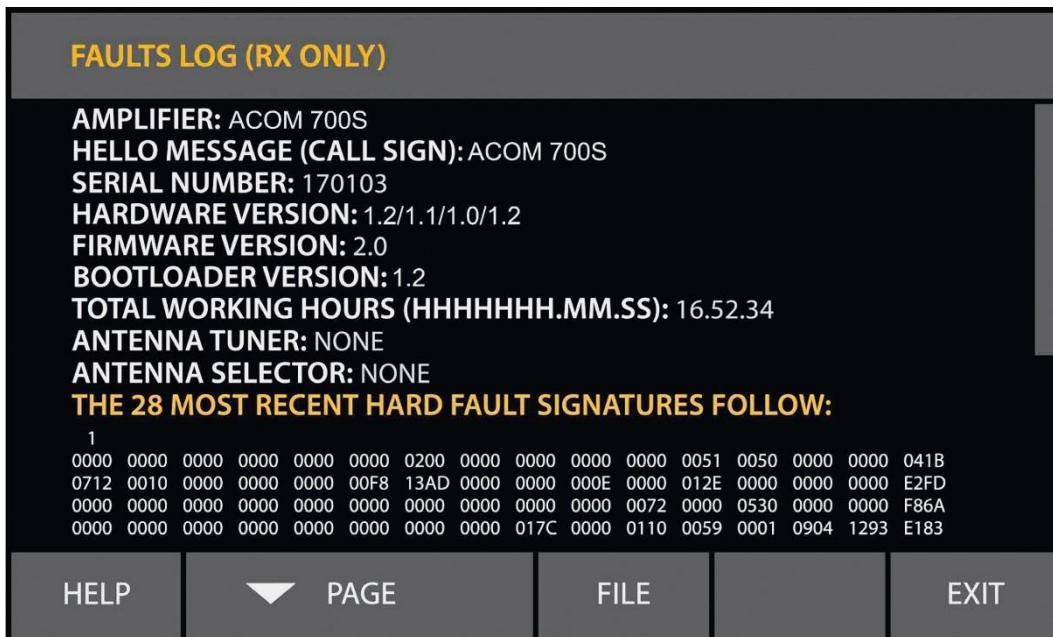 FAULTS LOG (RX ONLY)
AMPLIFIER: ACOM 700S
HELLO MESSAGE (CALL SIGN): ACOM 700S
SERIAL NUMBER: 170103
HARDWARE VERSION: 1.2/1.1/1.0/1.2
FIRMWARE VERSION: 2.0
BOOTLOADER VERSION: 1.2
TOTAL WORKING HOURS (HHHHHHH.MM.SS): 16.52.34
ANTENNA TUNER: NONE
ANTENNA SELECTOR: NONE
THE 28 MOST RECENT HARD FAULT SIGNATURES FOLLOW:
1
0000 0000 0000 0000 0000 0000 0200 0000 0000 0000 0000 0051 0050 0000 0000 041B
0712 0010 0000 0000 0000 00F8 13AD 0000 0000 000E 0000 012E 0000 0000 0000 E2FD
0000 0000 0000 0000 0000 0000 0000 0000 0000 0000 0072 0000 0530 0000 0000 F86A
0000 0000 0000 0000 0000 0000 0000 0000 017C 0000 0110 0059 0001 0904 1293 E183
HELP PAGE FILE EXIT